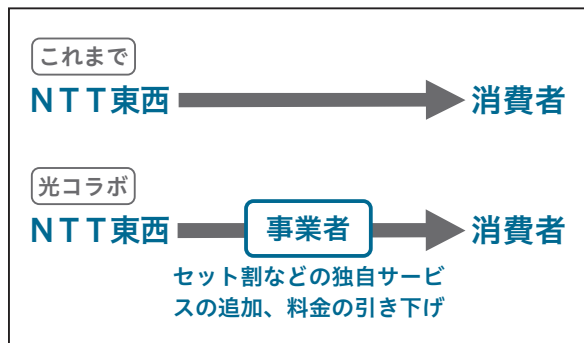 これまで
ＮＴＴ東西 消費者
光コラボ
ＮＴＴ東西 事業者 消費者
セット割などの独自サービ
スの追加、料金の引き下げ